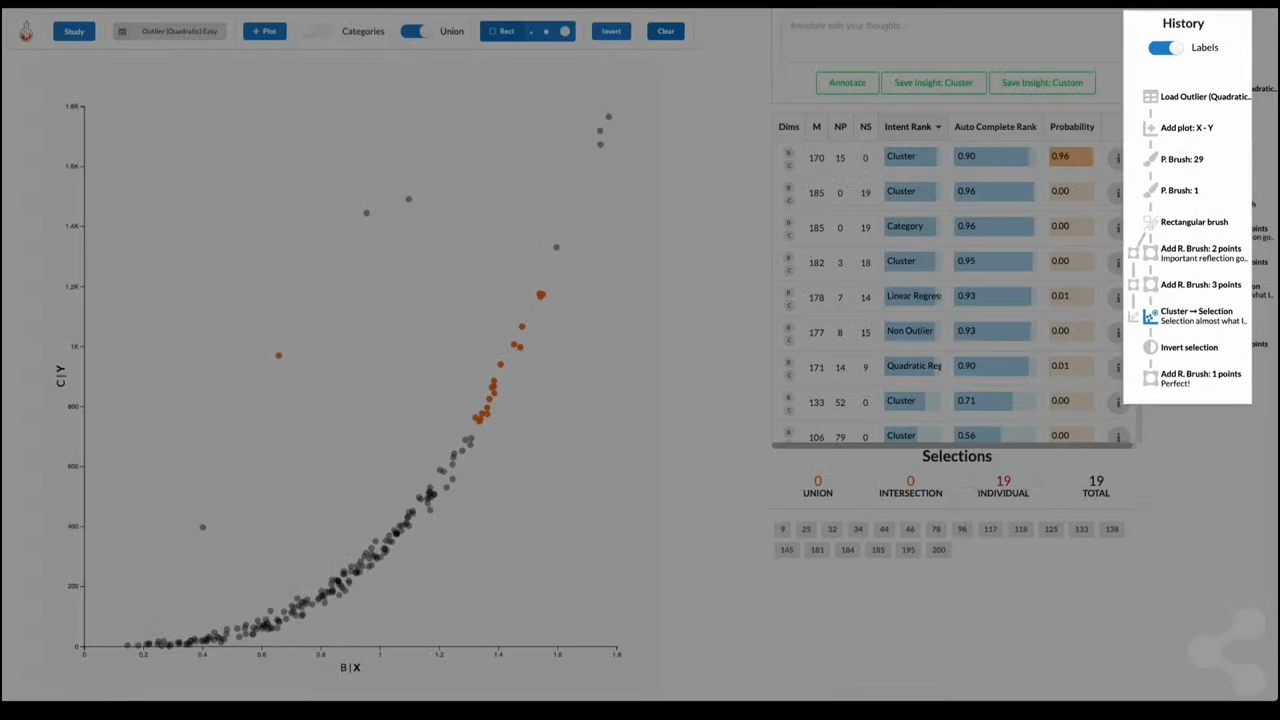 Study
Outlier (Quadratic) Easy
+ Plot
Categories
Union
Rect
Invert
Clear
Annotate with your thoughts...
Annotate
Save Insight: Cluster
Save Insight: Custom
Dims M NP NS Intent Rank Auto Complete Rank Probability
B C 170 15 0 Cluster 0.90 0.96
B C 185 0 19 Cluster 0.96 0.00
B C 185 0 19 Category 0.96 0.00
B C 182 3 18 Cluster 0.95 0.00
B C 178 7 14 Linear Regres 0.93 0.01
B C 177 8 15 Non Outlier 0.93 0.00
B C 171 14 9 Quadratic Reg 0.90 0.01
B C 133 52 0 Cluster 0.71 0.00
B 106 79 0 Cluster 0.56 0.00
Selections
0 0 19 19
UNION INTERSECTION INDIVIDUAL TOTAL
9 25 32 34 44 46 78 98 117 118 125 133 138
145 181 184 185 195 200
History
Labels
Load Outlier (Quadratic..
Add plot: X - Y
P. Brush: 29
P. Brush: 1
Rectangular brush
Add R. Brush: 2 points
Important reflection go..
Add R. Brush: 3 points
Cluster → Selection
Selection almost what I..
Invert selection
Add R. Brush: 1 points
Perfect!
1.8K
1.6K
1.4K
1.2K
1K
800
600
400
200
0
C | Y
0 0.2 0.4 0.6 0.8 1 1.2 1.4 1.6 1.8
B | X